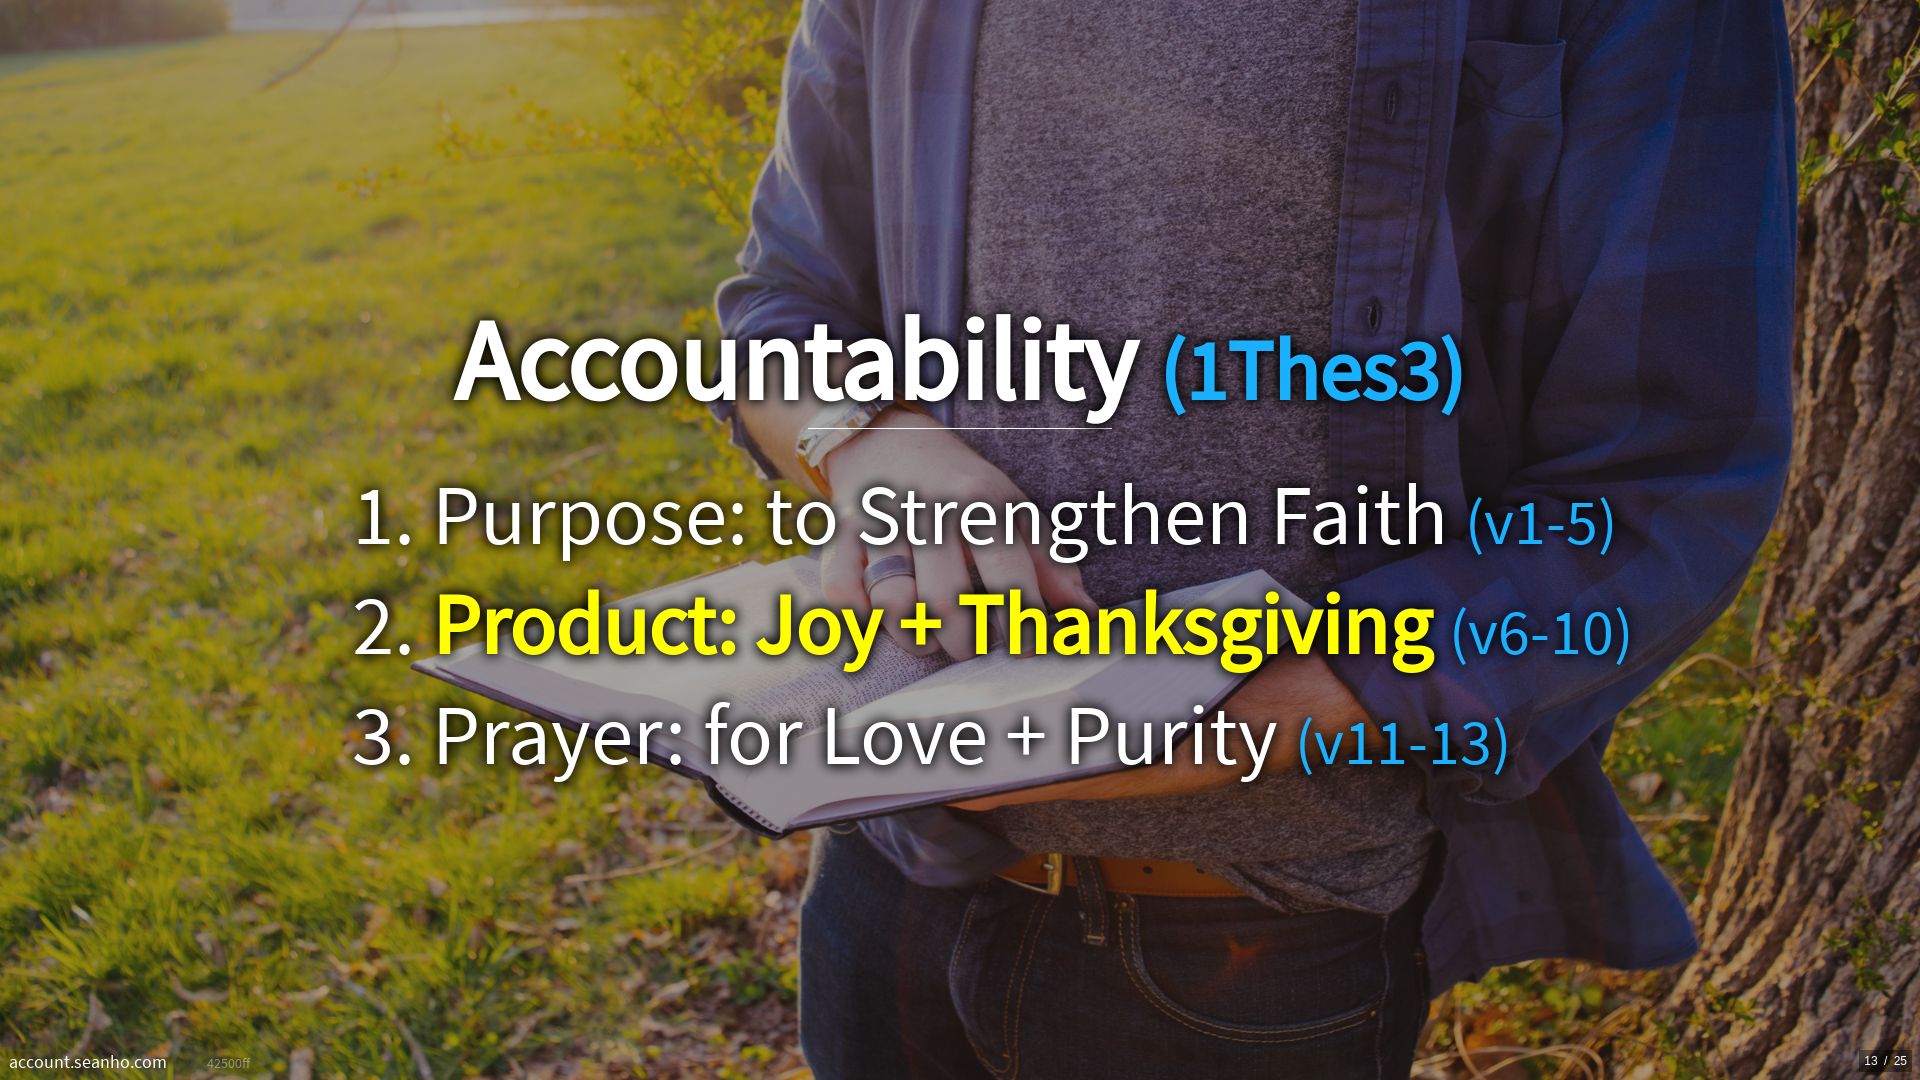 Accountability (1Thes3)
1. Purpose: to Strengthen Faith (v1-5)
2. Product: Joy + Thanksgiving (v6-10)
3. Prayer: for Love + Purity (v11-13)
account.seanho.com 42500ff 13 / 25